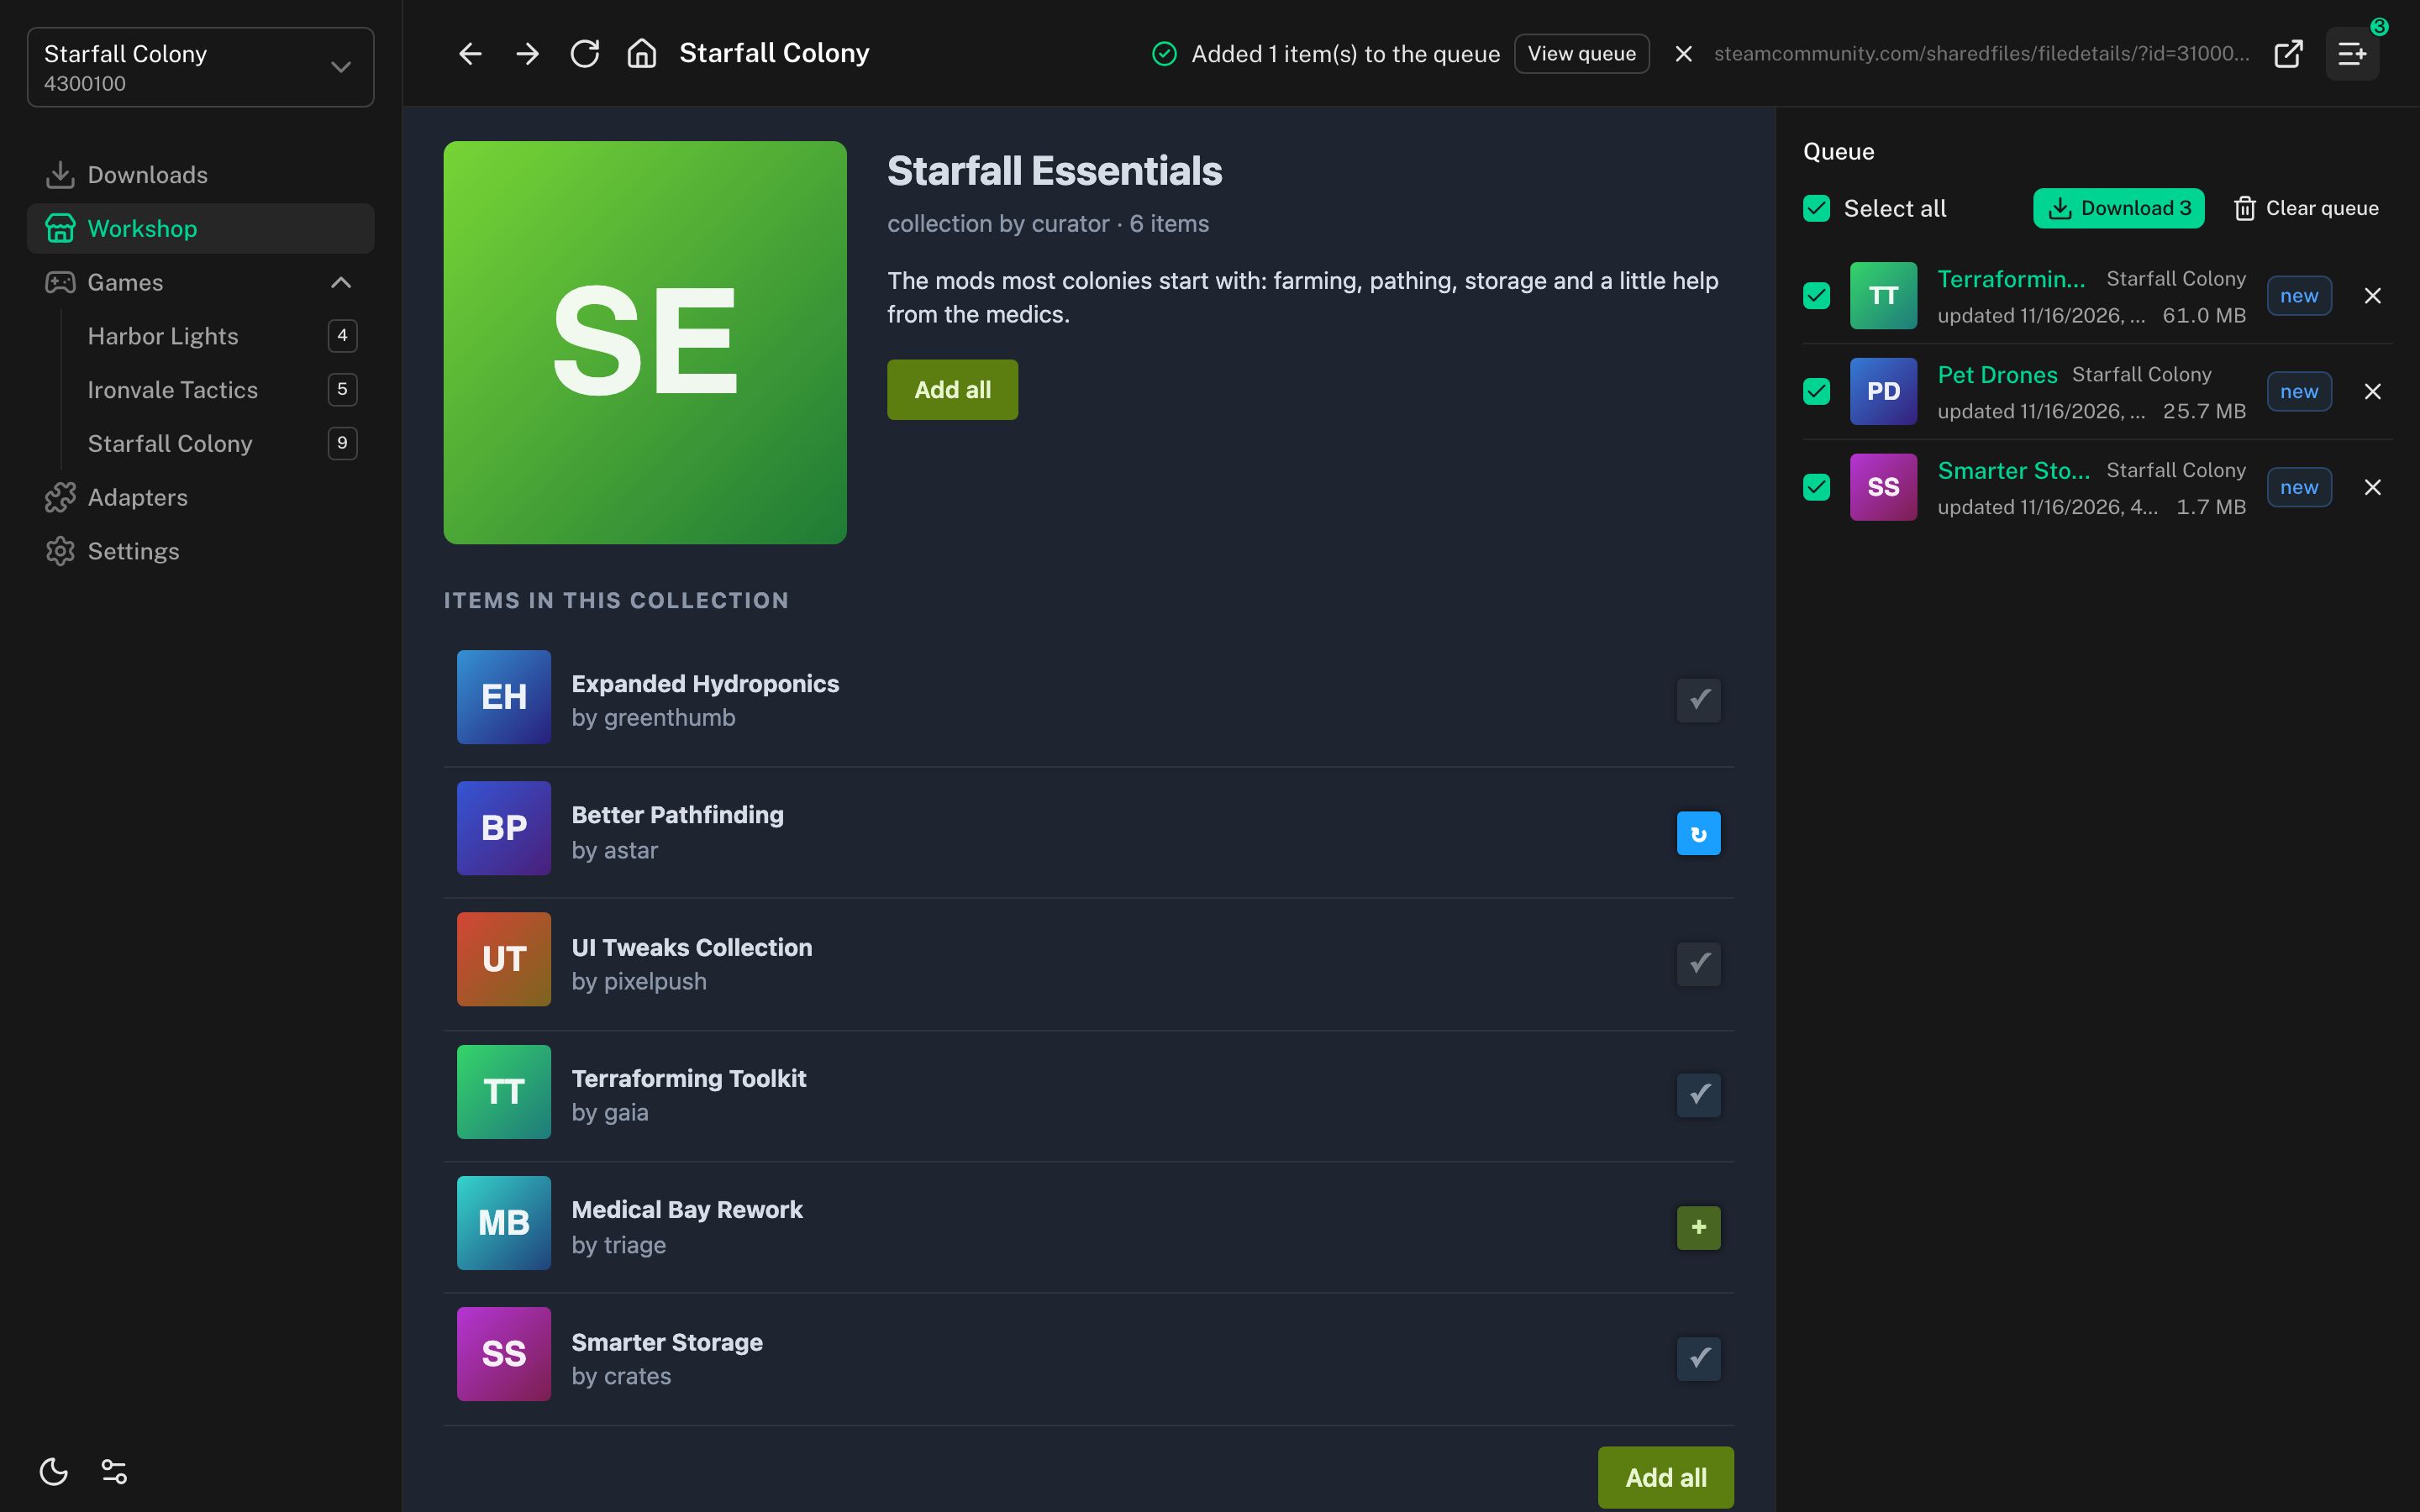 Starfall Colony
4300100
Downloads
Workshop
Games
Harbor Lights 4
Ironvale Tactics 5
Starfall Colony 9
Adapters
Settings
Starfall Colony
Added 1 item(s) to the queue
View queue
steamcommunity.com/sharedfiles/filedetails/?id=31000...
3
SE
Starfall Essentials
collection by curator · 6 items
The mods most colonies start with: farming, pathing, storage and a little help
from the medics.
Add all
ITEMS IN THIS COLLECTION
EH
Expanded Hydroponics
by greenthumb
BP
Better Pathfinding
by astar
UT
UI Tweaks Collection
by pixelpush
TT
Terraforming Toolkit
by gaia
MB
Medical Bay Rework
by triage
SS
Smarter Storage
by crates
Add all
Queue
Select all
Download 3
Clear queue
TT
Terraformin... Starfall Colony
updated 11/16/2026, ... 61.0 MB
new
PD
Pet Drones Starfall Colony
updated 11/16/2026, ... 25.7 MB
new
SS
Smarter Sto... Starfall Colony
updated 11/16/2026, 4... 1.7 MB
new